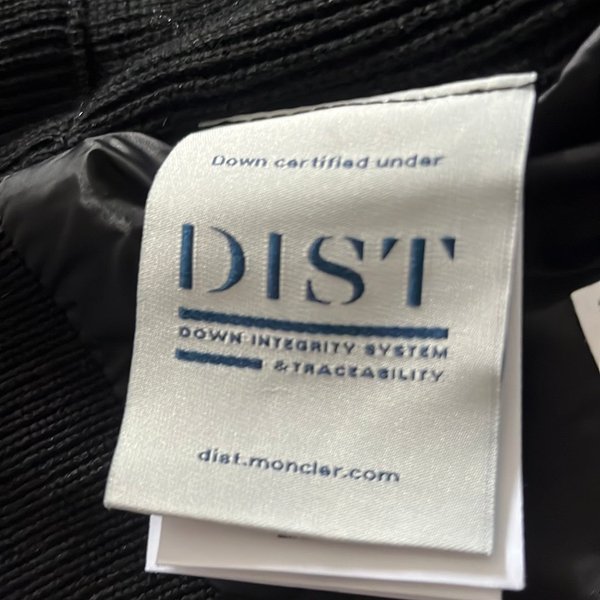 Down certified under
DIST
DOWN INTEGRITY SYSTEM
& TRACEABILITY
dist.moncler.com